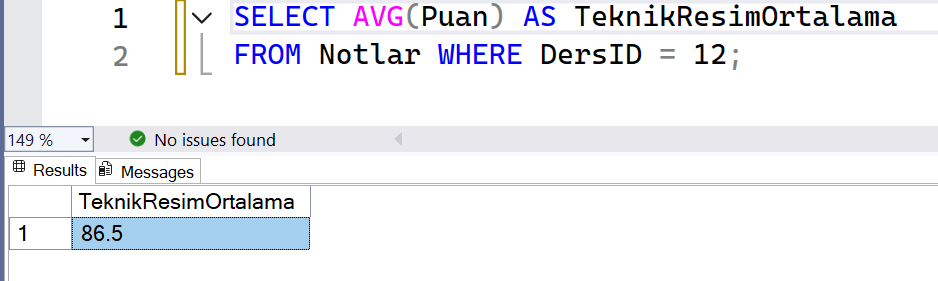 1 SELECT AVG(Puan) AS TeknikResimOrtalama
2 FROM Notlar WHERE DersID = 12;
149 % No issues found
Results Messages
TeknikResimOrtalama
1 86.5